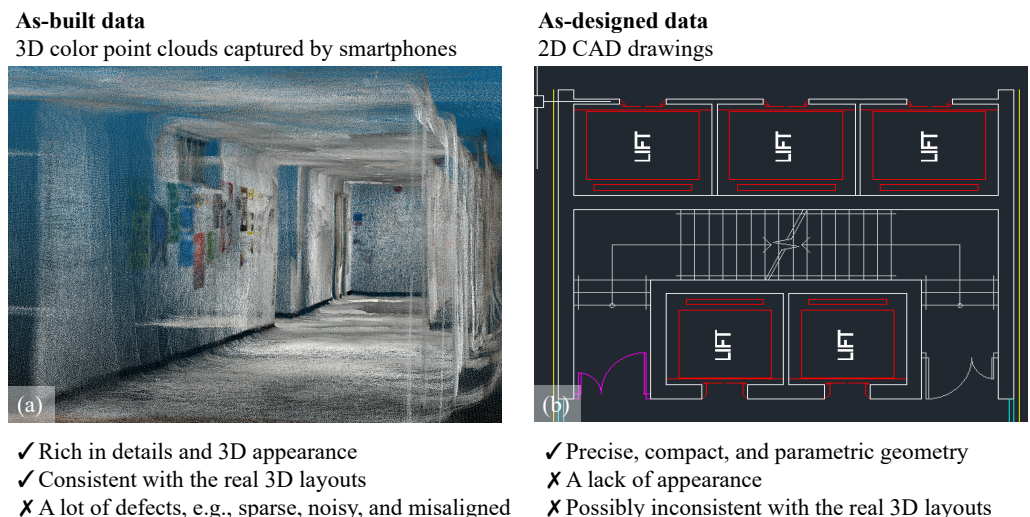 As-built data
3D color point clouds captured by smartphones
(a)
✓ Rich in details and 3D appearance
✓ Consistent with the real 3D layouts
✗ A lot of defects, e.g., sparse, noisy, and misaligned
As-designed data
2D CAD drawings
LIFT
LIFT
LIFT
LIFT
LIFT
(b)
✓ Precise, compact, and parametric geometry
✗ A lack of appearance
✗ Possibly inconsistent with the real 3D layouts